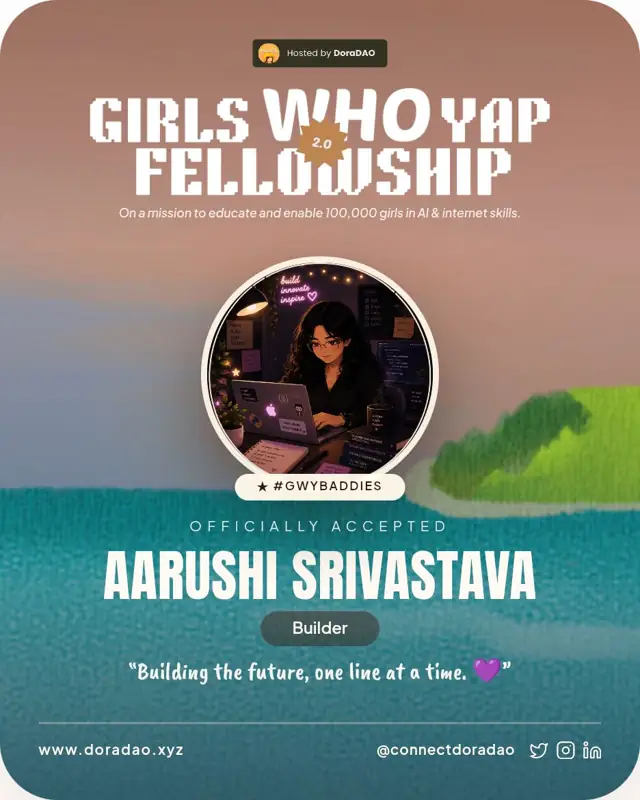 Hosted by DoraDAO
GIRLS WHO YAP
2.0
FELLOWSHIP
On a mission to educate and enable 100,000 girls in AI & internet skills.
build
innovate
inspire ♡
★ #GWYBADDIES
OFFICIALLY ACCEPTED
AARUSHI SRIVASTAVA
Builder
“Building the future, one line at a time. 💜”
www.doradao.xyz
@connectdoradao